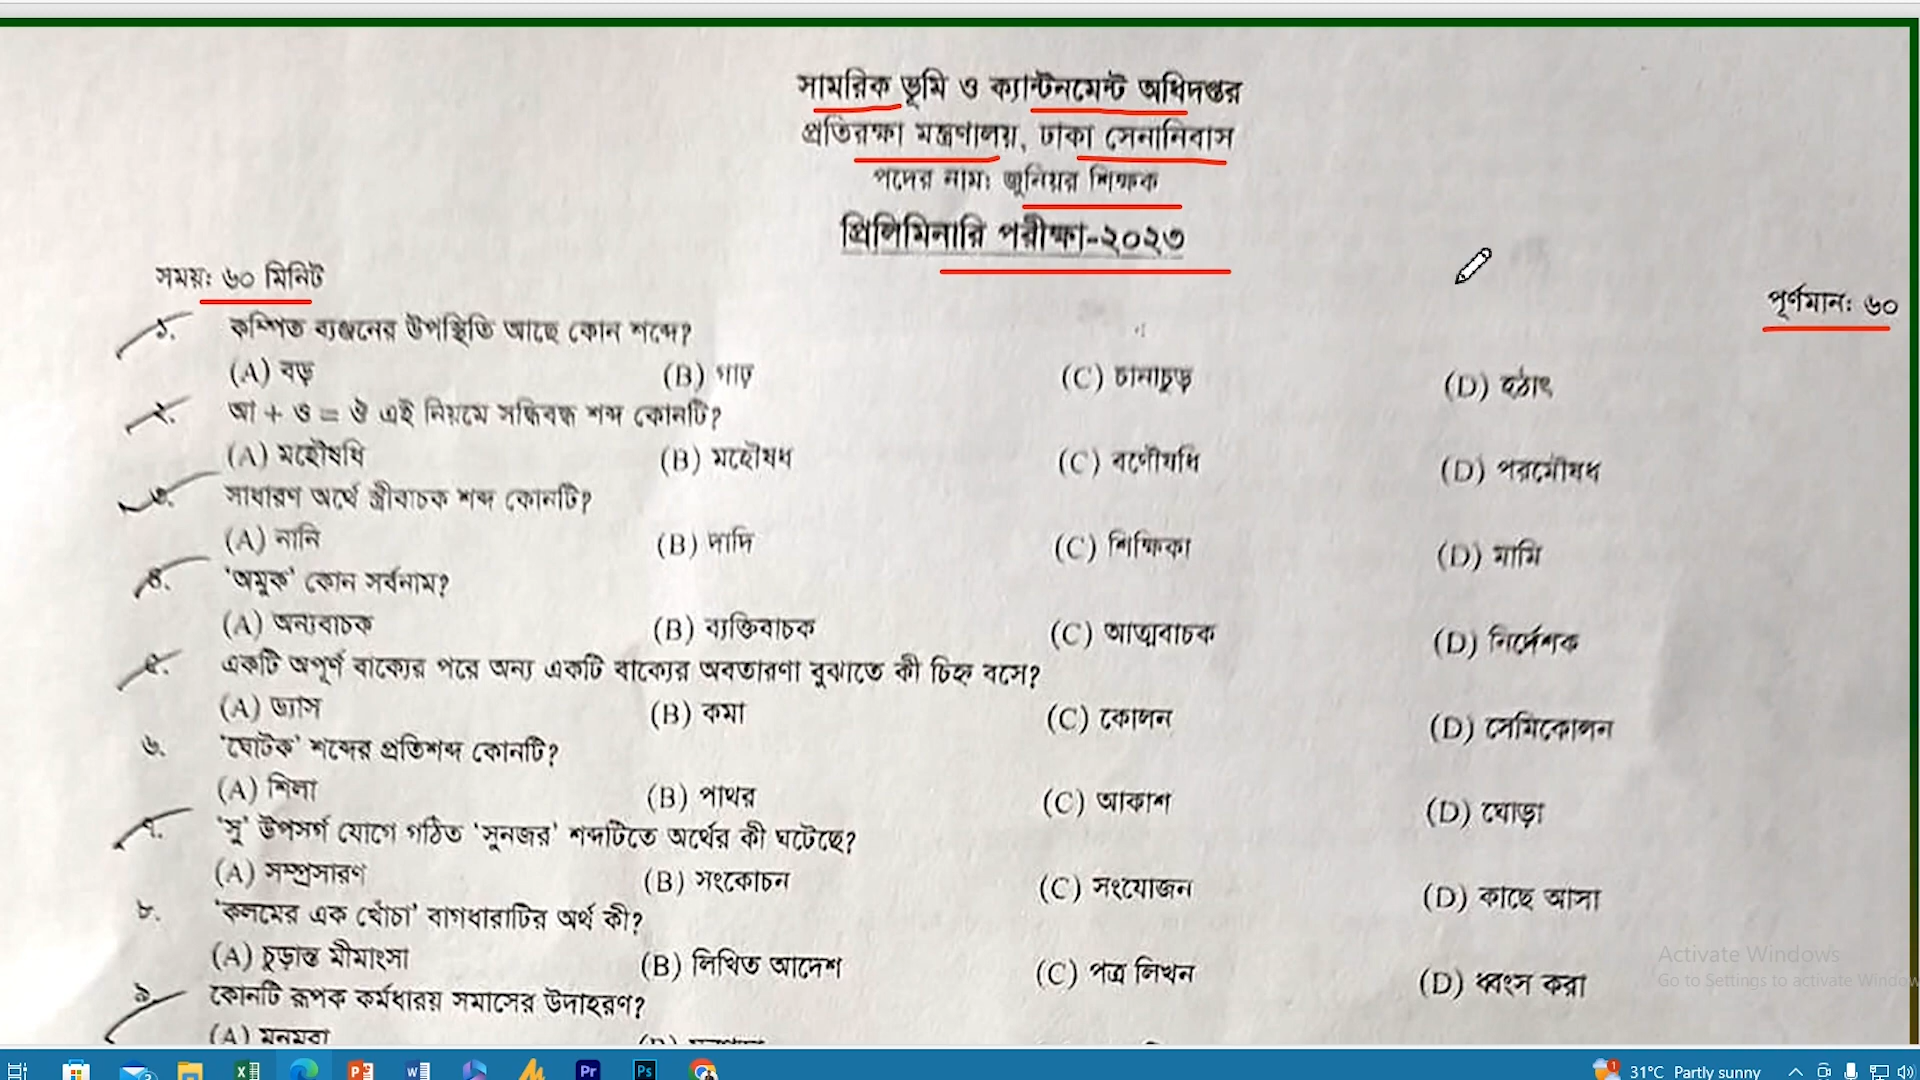 সামরিক ভূমি ও ক্যান্টনমেন্ট অধিদপ্তর
প্রতিরক্ষা মন্ত্রণালয়, ঢাকা সেনানিবাস
পদের নাম: জুনিয়র শিক্ষক
প্রিলিমিনারি পরীক্ষা-২০২৩
সময়: ৬০ মিনিট
পূর্ণমান: ৬০
১. কম্পিত ব্যঞ্জনের উপস্থিতি আছে কোন শব্দে?
(A) বড় (B) গাঢ় (C) চানাচুড় (D) হঠাৎ
২. আ + ও = ঔ এই নিয়মে সন্ধিবদ্ধ শব্দ কোনটি?
(A) মহৌষধি (B) মহৌষধ (C) বণৌষধি (D) পরমৌষধ
৩. সাধারণ অর্থে স্ত্রীবাচক শব্দ কোনটি?
(A) নানি (B) দাদি (C) শিক্ষিকা (D) মামি
৪. 'অমুক' কোন সর্বনাম?
(A) অন্যবাচক (B) ব্যক্তিবাচক (C) আত্মবাচক (D) নির্দেশক
৫. একটি অপূর্ণ বাক্যের পরে অন্য একটি বাক্যের অবতারণা বুঝাতে কী চিহ্ন বসে?
(A) ড্যাস (B) কমা (C) কোলন (D) সেমিকোলন
৬. 'ঘোটক' শব্দের প্রতিশব্দ কোনটি?
(A) শিলা (B) পাথর (C) আকাশ (D) ঘোড়া
৭. 'সু' উপসর্গ যোগে গঠিত 'সুনজর' শব্দটিতে অর্থের কী ঘটেছে?
(A) সম্প্রসারণ (B) সংকোচন (C) সংযোজন (D) কাছে আসা
৮. 'কলমের এক খোঁচা' বাগধারাটির অর্থ কী?
(A) চূড়ান্ত মীমাংসা (B) লিখিত আদেশ (C) পত্র লিখন (D) ধ্বংস করা
৯. কোনটি রূপক কর্মধারয় সমাসের উদাহরণ?
(A) মনমরা
Activate Windows
Go to Settings to activate Window
31°C Partly sunny